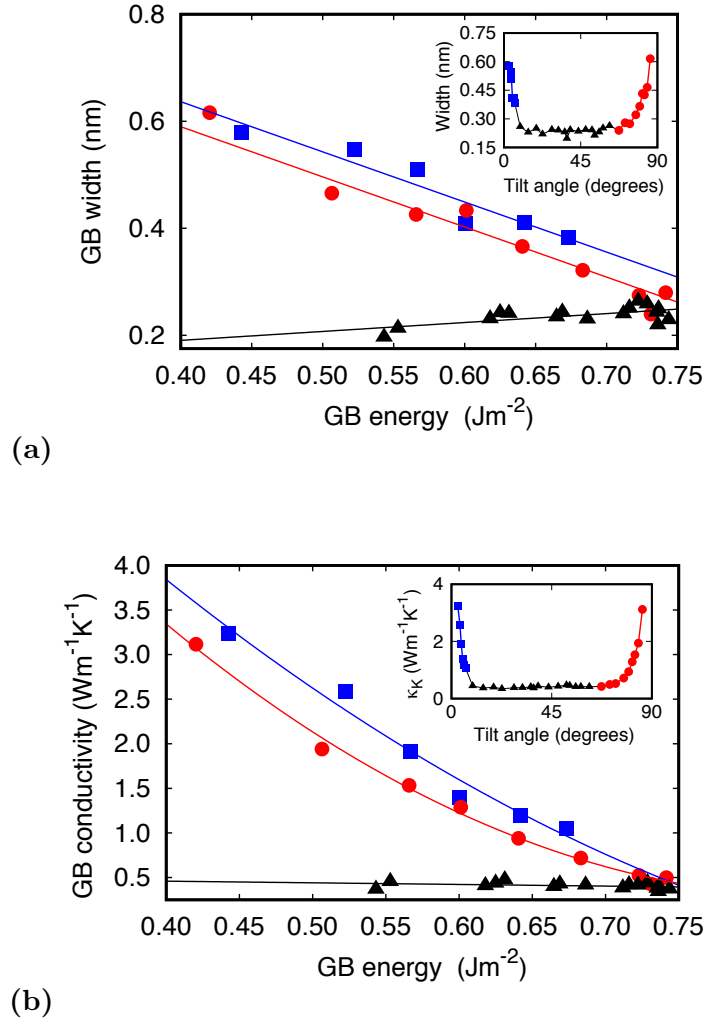 0.8
0.6
0.4
0.2
GB width (nm)
0.40 0.45 0.50 0.55 0.60 0.65 0.70 0.75
GB energy (Jm-2)
0.75
0.60
0.45
0.30
0.15
Width (nm)
0 45 90
Tilt angle (degrees)
(a)
4.0
3.5
3.0
2.5
2.0
1.5
1.0
0.5
GB conductivity (Wm-1K-1)
0.40 0.45 0.50 0.55 0.60 0.65 0.70 0.75
GB energy (Jm-2)
4
2
0
κK (Wm-1K-1)
0 45 90
Tilt angle (degrees)
(b)